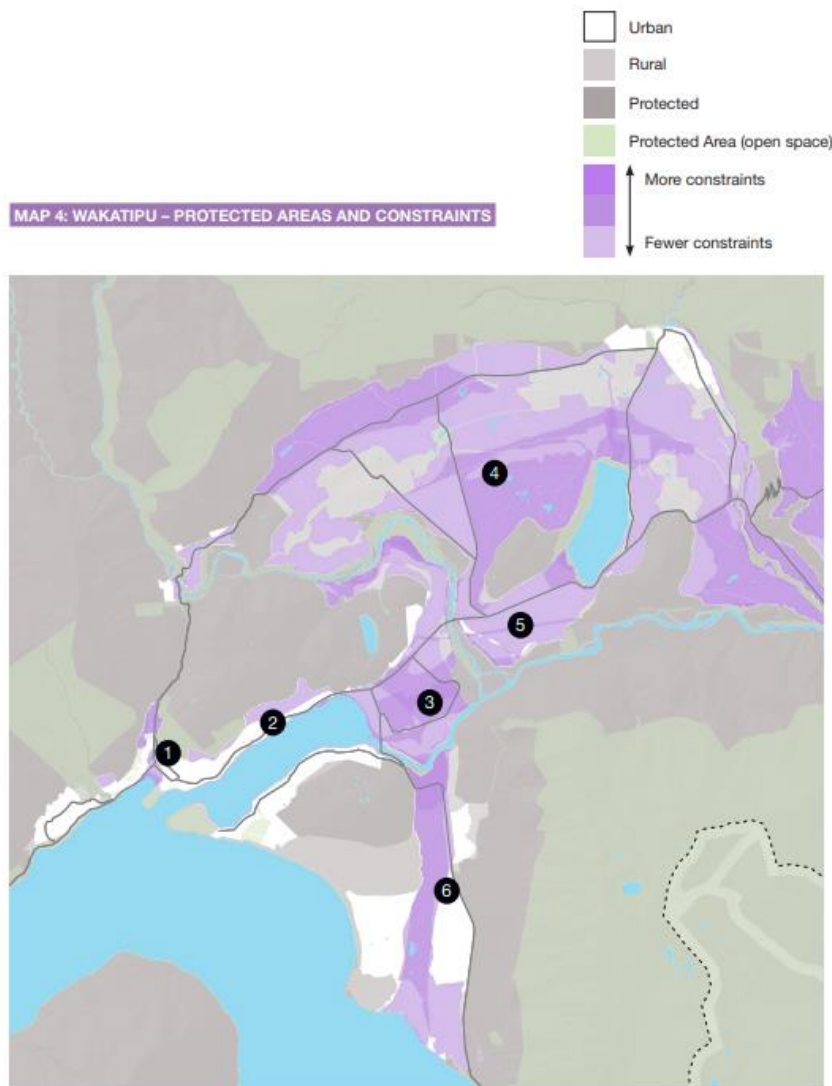 Urban
Rural
Protected
Protected Area (open space)
More constraints
Fewer constraints
MAP 4: WAKATIPU – PROTECTED AREAS AND CONSTRAINTS
4
5
3
2
1
6